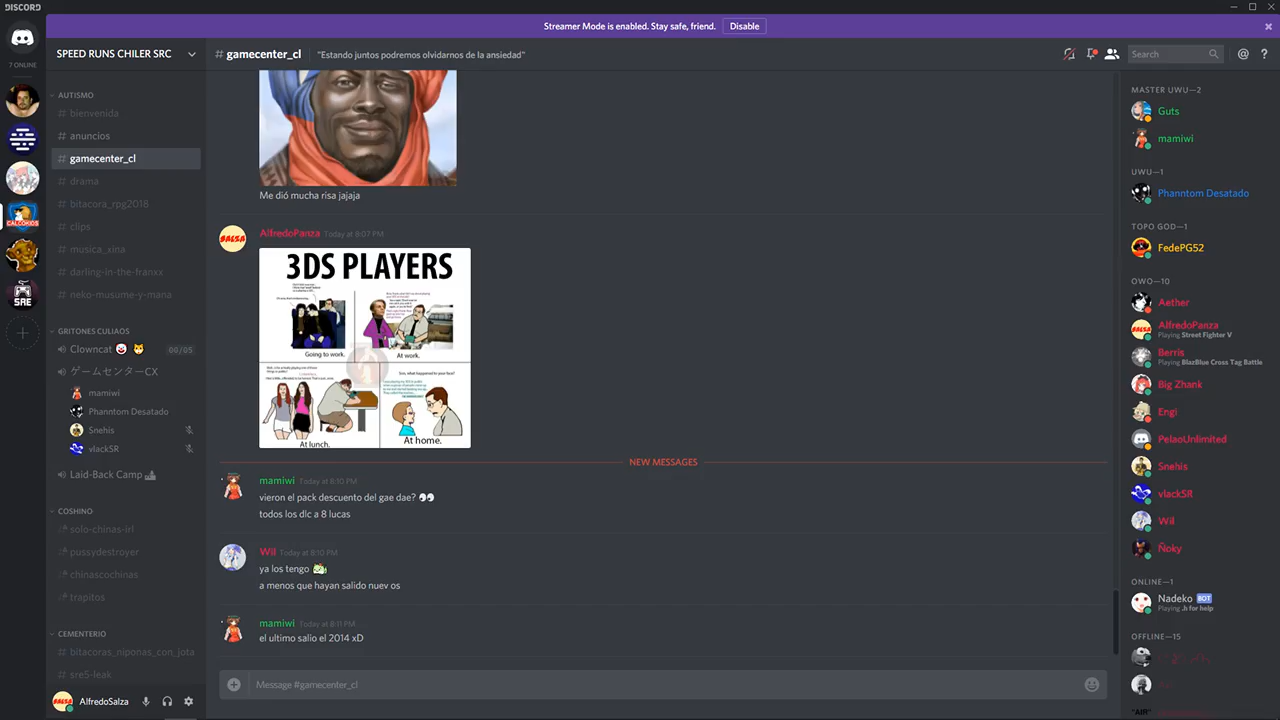 DISCORD
Streamer Mode is enabled. Stay safe, friend.
Disable
7 ONLINE
SPEED RUNS CHILER SRC
# gamecenter_cl
"Estando juntos podremos olvidarnos de la ansiedad"
Search
@
?
AUTISMO
# bienvenida
# anuncios
# gamecenter_cl
# drama
# bitacora_rpg2018
# clips
# musica_xina
# darling-in-the-franxx
# neko-musume-y-mana
GRITONES CULIAOS
Clowncat 🤡 🐱
00/05
ゲームセンターCX
mamiwi
Phanntom Desatado
Snehis
vlackSR
Laid-Back Camp
COSHINO
solo-chinas-irl
pussydestroyer
chinascochinas
trapitos
CEMENTERIO
# bitacoras_niponas_con_jota
# sre5-leak
AlfredoSalza
CALCORIOS
SRE
SALSA
Me dió mucha risa jajaja
SALSA
AlfredoPanza Today at 8:07 PM
3DS PLAYERS
Going to work.
At work.
At lunch.
At home.
NEW MESSAGES
mamiwi Today at 8:10 PM
vieron el pack descuento del gae dae? 👀
todos los dlc a 8 lucas
Wil Today at 8:10 PM
ya los tengo
a menos que hayan salido nuev os
mamiwi Today at 8:11 PM
el ultimo salio el 2014 xD
Message #gamecenter_cl
MASTER UWU—2
Guts
mamiwi
UWU—1
Phanntom Desatado
TOPO GOD—1
FedePG52
OWO—10
Aether
AlfredoPanza
Playing Street Fighter V
Berris
Playing BlazBlue Cross Tag Battle
Big Zhank
Engi
PelaoUnlimited
Snehis
vlackSR
Wil
Ñoky
ONLINE—1
Nadeko BOT
Playing .b for help
OFFLINE—15
"AIR"